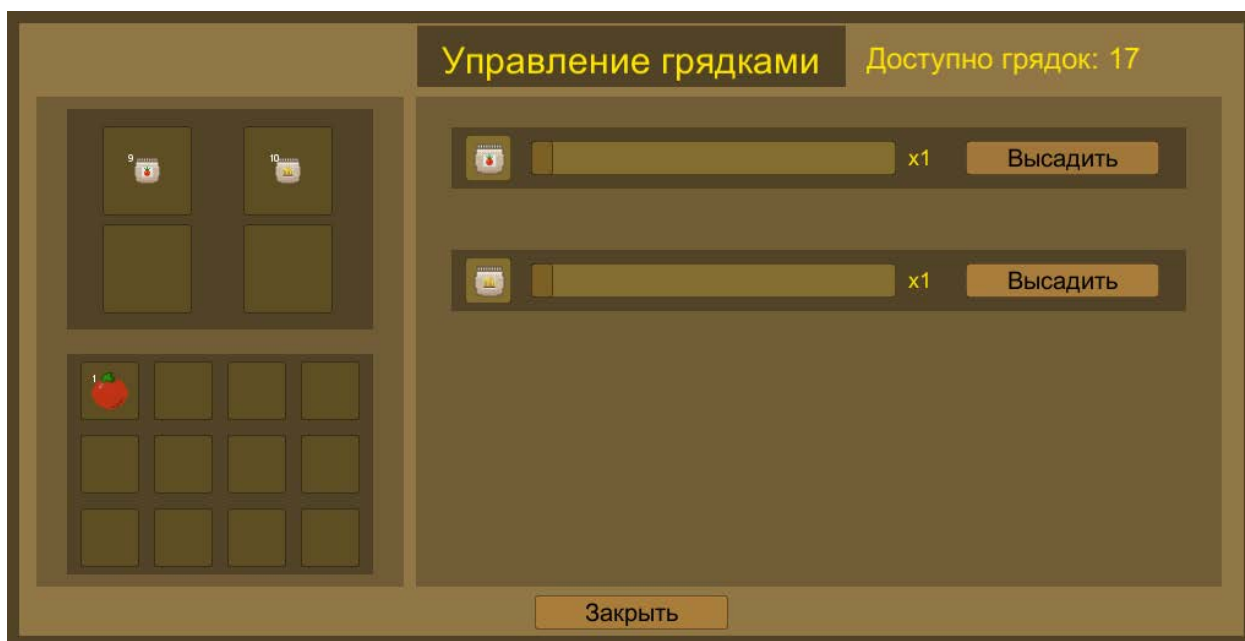 Управление грядками
Доступно грядок: 17
9
10
x1
Высадить
x1
Высадить
1
Закрыть